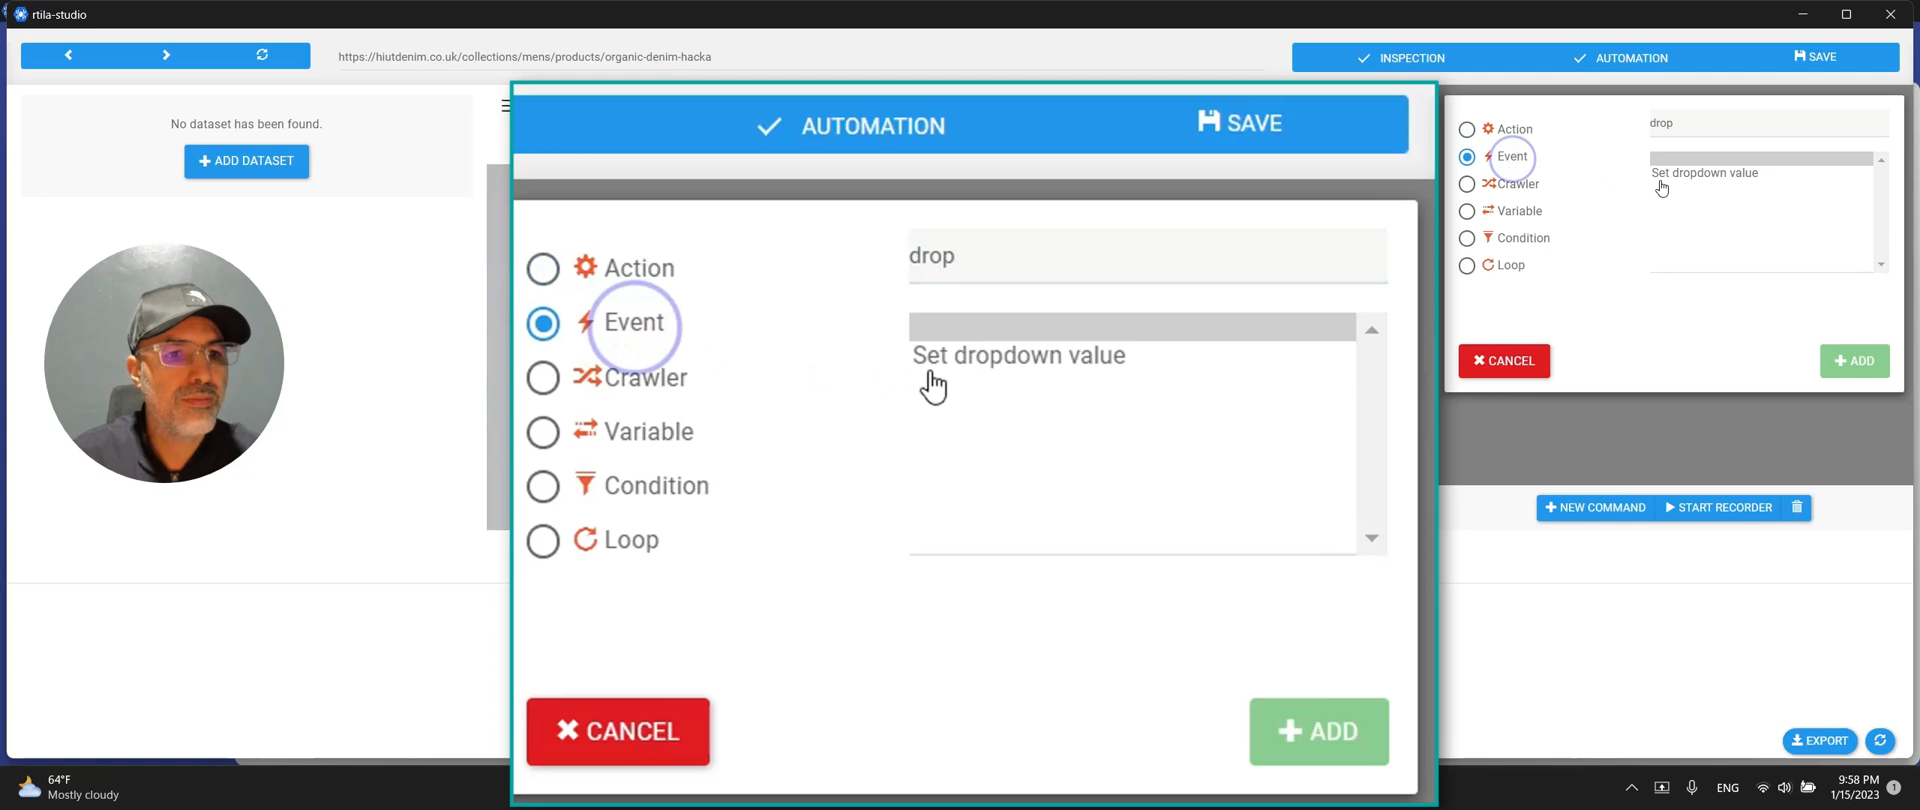 rtila-studio
https://hiutdenim.co.uk/collections/mens/products/organic-denim-hacka
INSPECTION
AUTOMATION
SAVE
No dataset has been found.
ADD DATASET
AUTOMATION
SAVE
Action
Event
Crawler
Variable
Condition
Loop
drop
Set dropdown value
CANCEL
ADD
Action
Event
Crawler
Variable
Condition
Loop
drop
Set dropdown value
CANCEL
ADD
NEW COMMAND
START RECORDER
EXPORT
64°F
Mostly cloudy
ENG
9:58 PM
1/15/2023
1